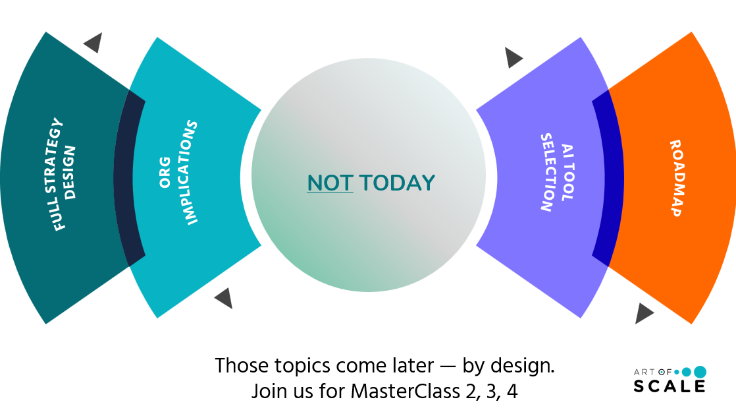 FULL STRATEGY
DESIGN
ORG
IMPLICATIONS
NOT TODAY
AI TOOL
SELECTION
ROADMAP
Those topics come later — by design.
Join us for MasterClass 2, 3, 4
ART OF
SCALE